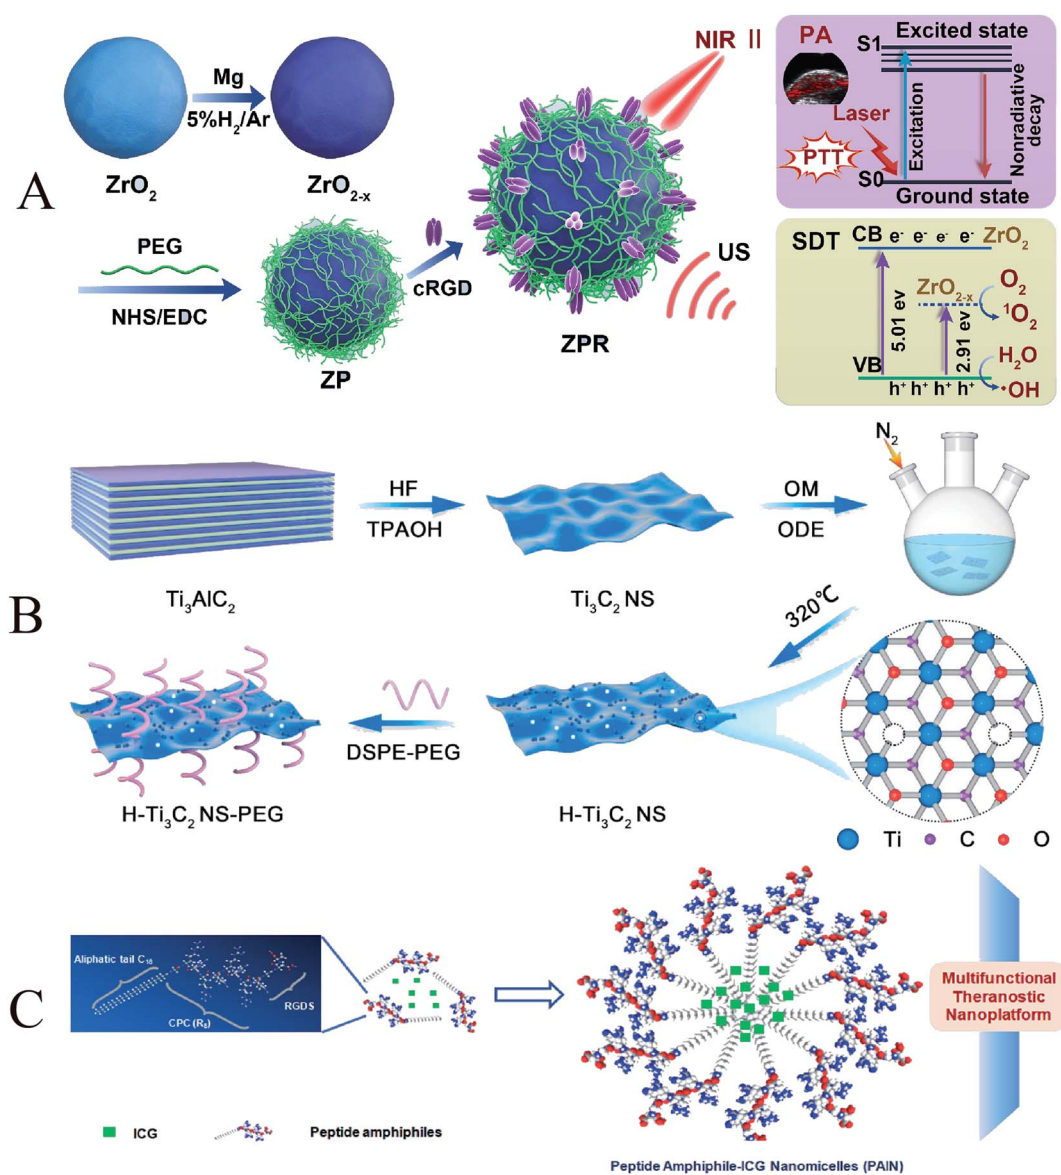 A
ZrO2
Mg
5%H2/Ar
ZrO2-x
PEG
NHS/EDC
ZP
cRGD
ZPR
NIR II
US
PA
S1
Excited state
Laser
PTT
Excitation
Nonradiative
decay
S0
Ground state
SDT
CB
e- e- e- e-
ZrO2
ZrO2-x
5.01 ev
2.91 ev
O2
1O2
H2O
•OH
VB
h+ h+ h+ h+
B
Ti3AlC2
HF
TPAOH
Ti3C2 NS
OM
ODE
N2
320℃
H-Ti3C2 NS
DSPE-PEG
H-Ti3C2 NS-PEG
Ti C O
C
Aliphatic tail C18
CPC (R8)
RGDS
ICG
Peptide amphiphiles
Peptide Amphiphile-ICG Nanomicelles (PAIN)
Multifunctional
Theranostic
Nanoplatform